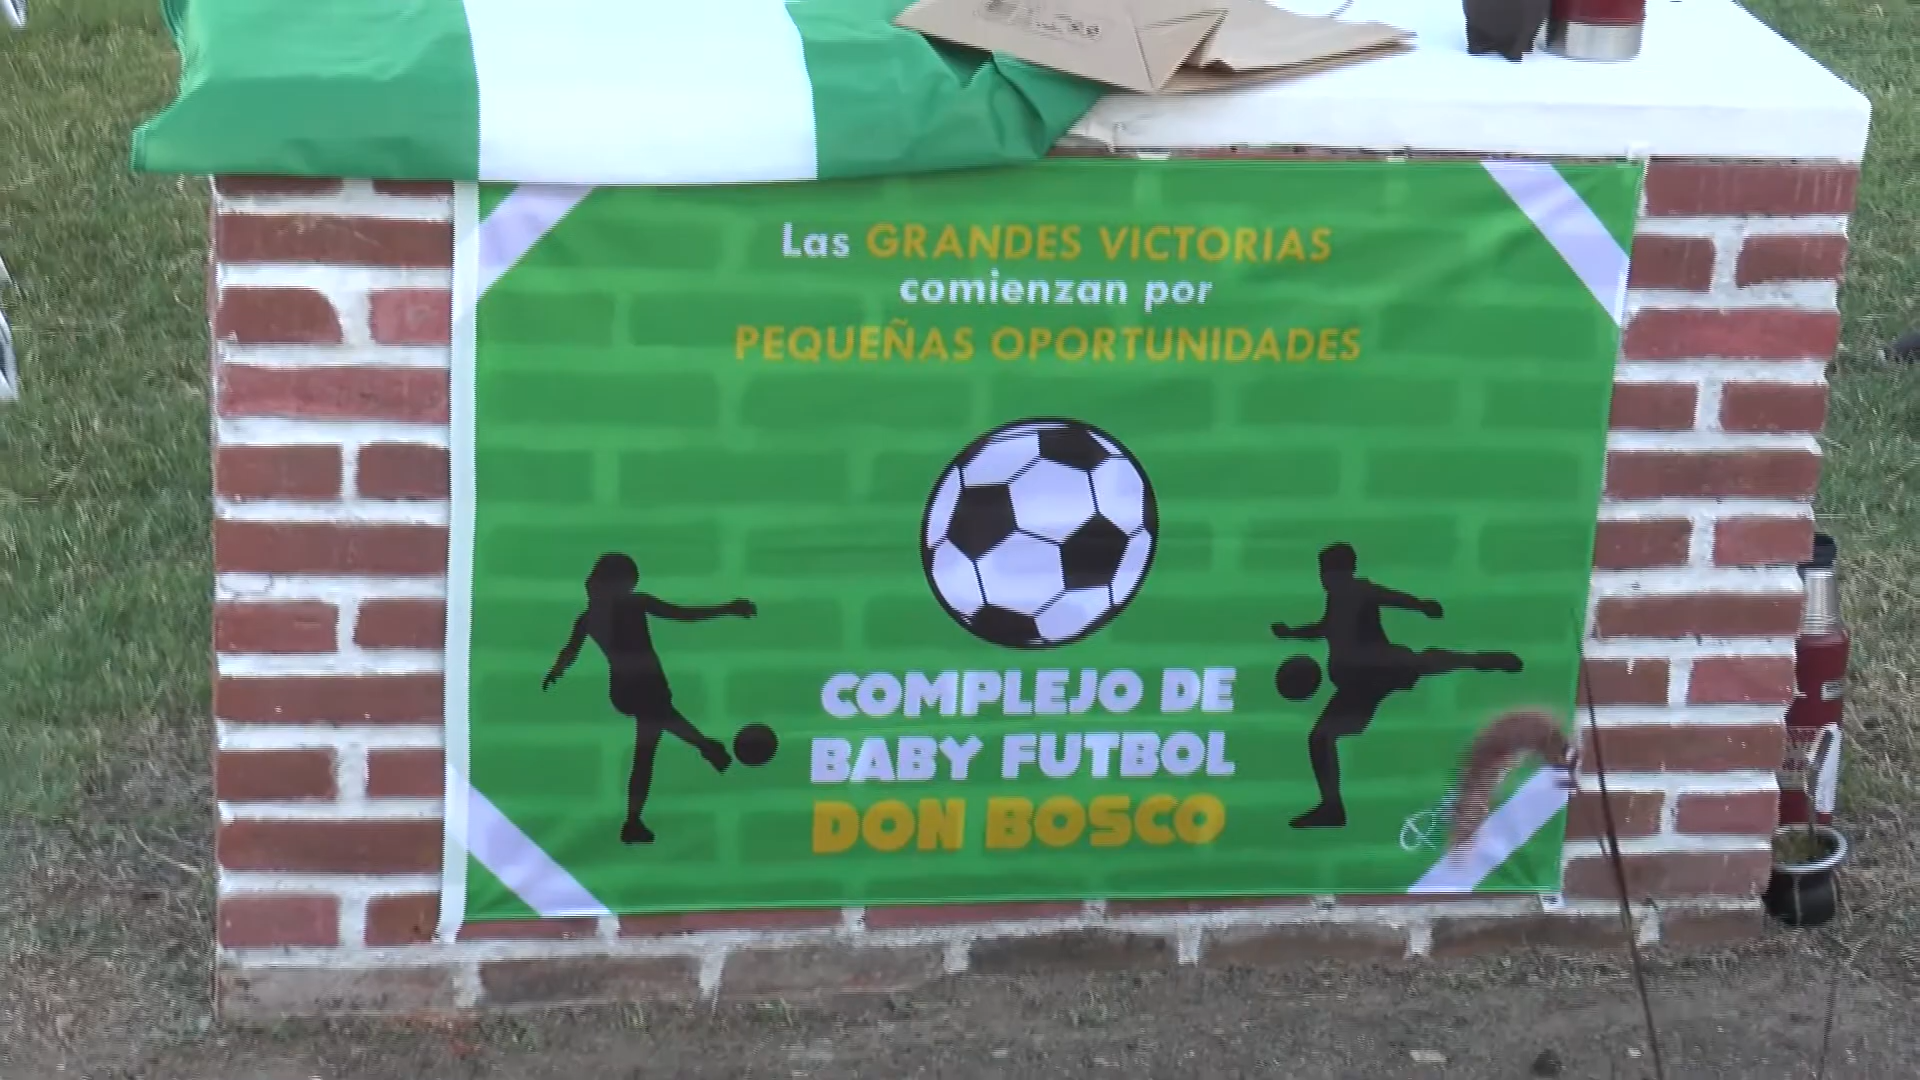 Las GRANDES VICTORIAS
comienzan por
PEQUEÑAS OPORTUNIDADES
COMPLEJO DE
BABY FUTBOL
DON BOSCO